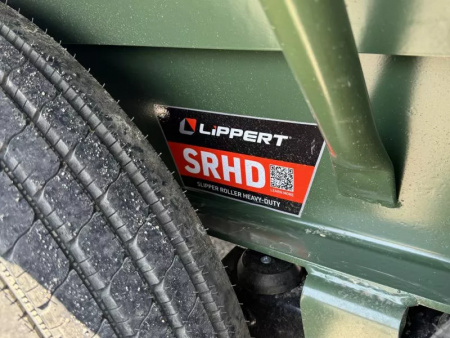 LiPPERT
SRHD
SLIPPER ROLLER HEAVY-DUTY